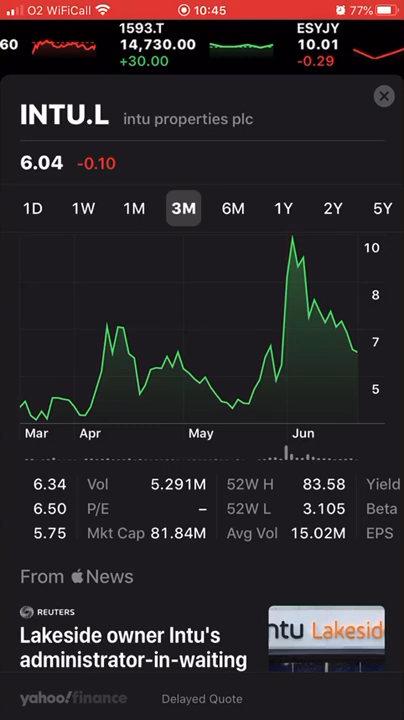 O2 WiFiCall 10:45 77%
60 1593.T ESYJY
14,730.00 10.01
+30.00 -0.29
INTU.L intu properties plc
6.04 -0.10
1D 1W 1M 3M 6M 1Y 2Y 5Y
10
8
7
5
Mar Apr May Jun
6.34 Vol 5.291M 52W H 83.58 Yield
6.50 P/E – 52W L 3.105 Beta
5.75 Mkt Cap 81.84M Avg Vol 15.02M EPS
From News
REUTERS
Lakeside owner Intu's
administrator-in-waiting
ntu Lakesid
yahoo!finance Delayed Quote